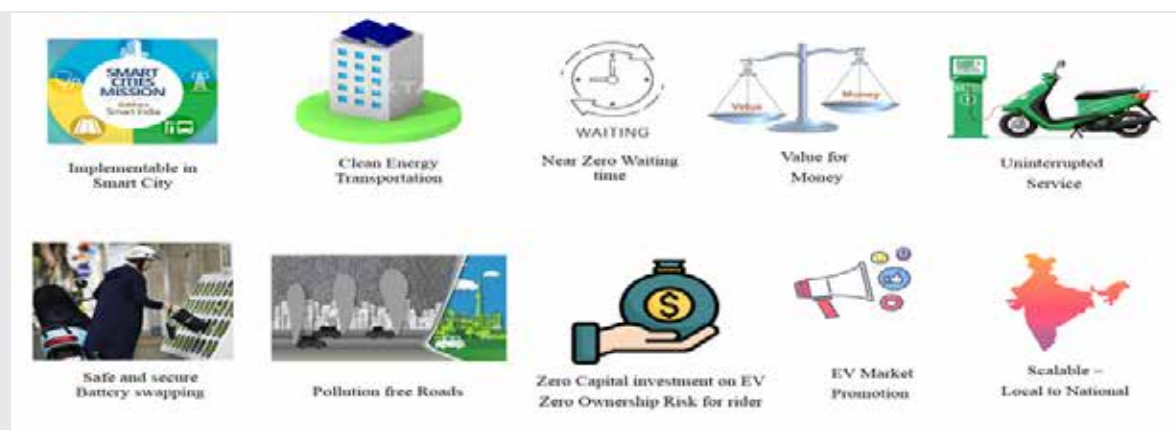 SMART
CITIES
MISSION
Smart India
Implementable in
Smart City
Clean Energy
Transportation
WAITING
Near Zero Waiting
time
Value
Money
Value for
Money
Uninterrupted
Service
Safe and secure
Battery swapping
Pollution free Roads
$
Zero Capital investment on EV
Zero Ownership Risk for rider
EV Market
Promotion
Scalable –
Local to National